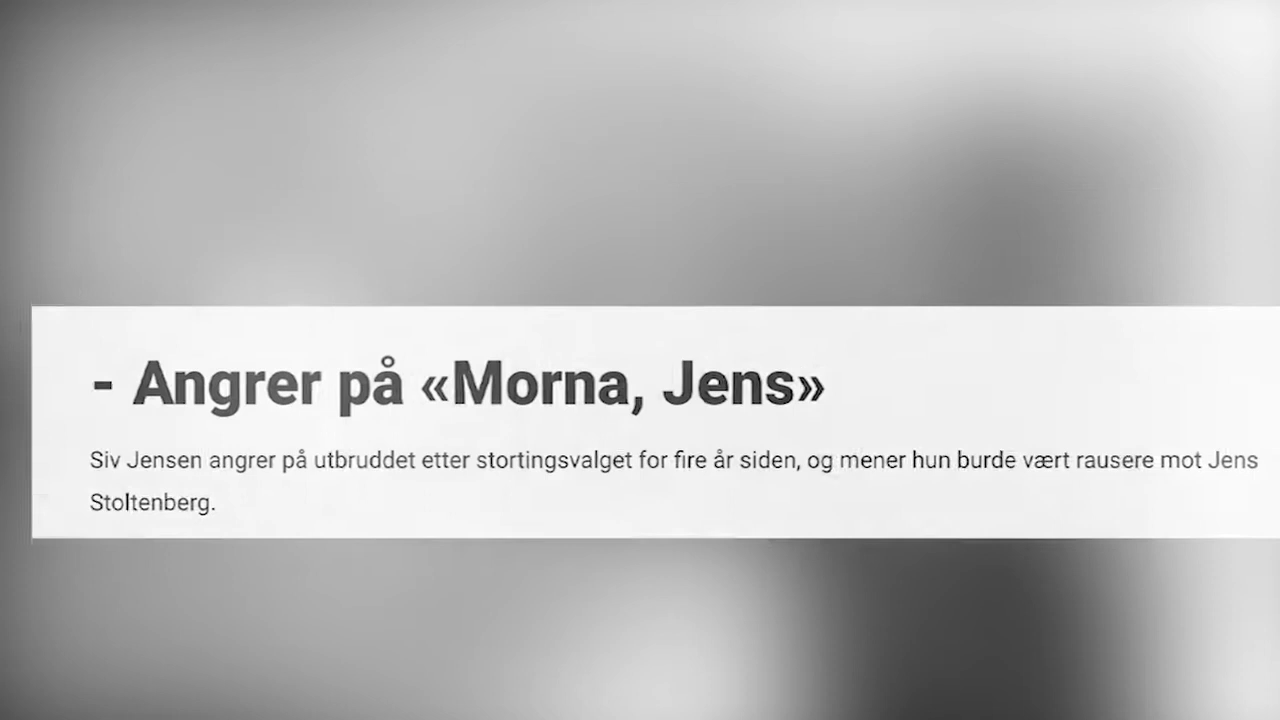 - Angrer på «Morna, Jens»
Siv Jensen angrer på utbruddet etter stortingsvalget for fire år siden, og mener hun burde vært rausere mot Jens
Stoltenberg.